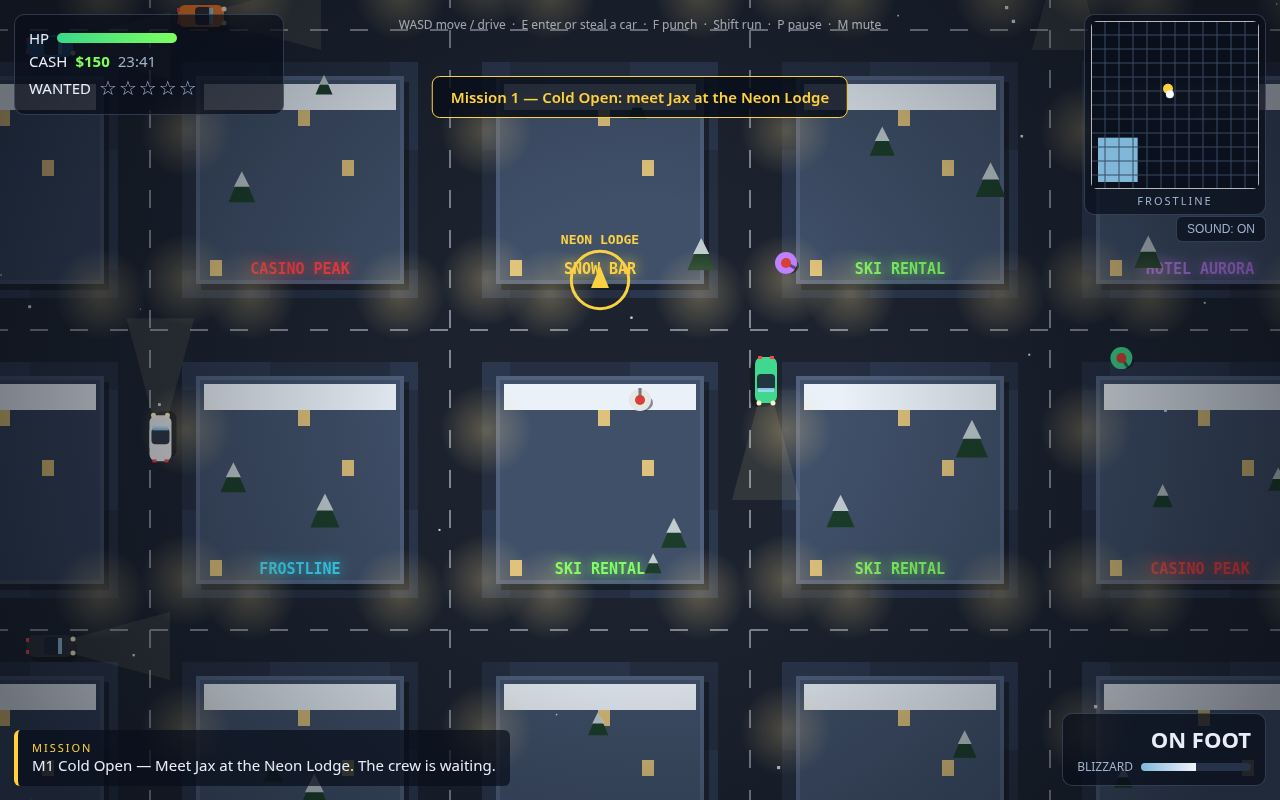 WASD move / drive · E enter or steal a car · F punch · Shift run · P pause · M mute
HP
CASH $150 23:41
WANTED ☆☆☆☆☆
Mission 1 — Cold Open: meet Jax at the Neon Lodge
FROSTLINE
SOUND: ON
NEON LODGE
CASINO PEAK
SNOW BAR
SKI RENTAL
HOTEL AURORA
FROSTLINE
SKI RENTAL
SKI RENTAL
CASINO PEAK
MISSION
M1 Cold Open — Meet Jax at the Neon Lodge. The crew is waiting.
ON FOOT
BLIZZARD